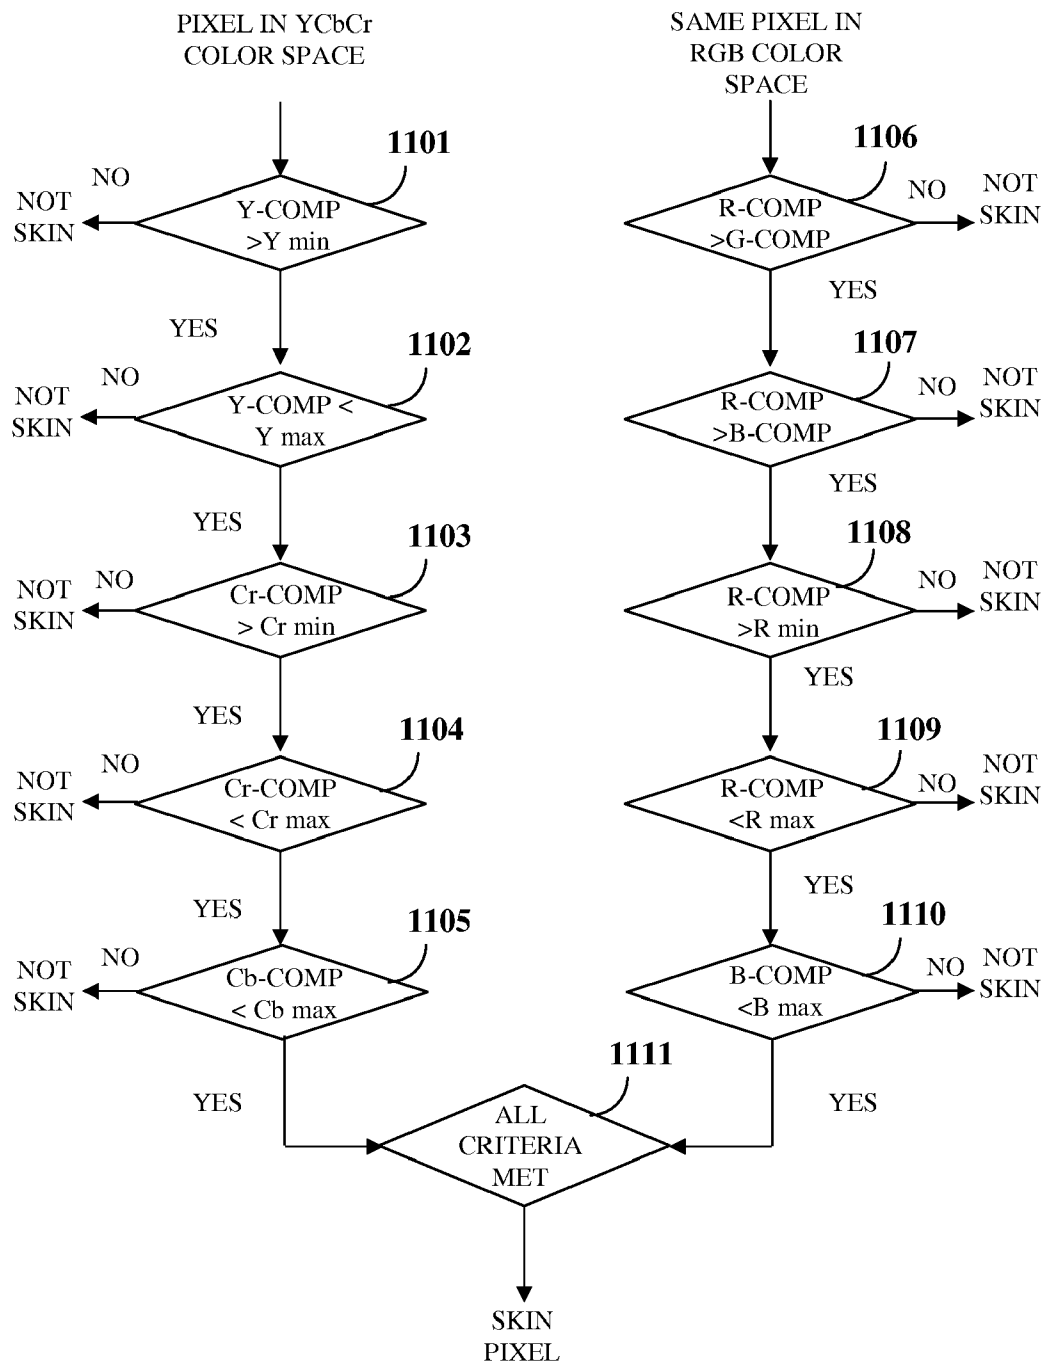 PIXEL IN YCbCr
COLOR SPACE
SAME PIXEL IN
RGB COLOR
SPACE
1101
NO
NOT
SKIN
Y-COMP
>Y min
YES
1106
R-COMP
>G-COMP
NO
NOT
SKIN
YES
1102
NO
NOT
SKIN
Y-COMP <
Y max
YES
1107
R-COMP
>B-COMP
NO
NOT
SKIN
YES
1103
NO
NOT
SKIN
Cr-COMP
> Cr min
YES
1108
R-COMP
>R min
NO
NOT
SKIN
YES
1104
NO
NOT
SKIN
Cr-COMP
< Cr max
YES
1109
R-COMP
<R max
NO
NOT
SKIN
YES
1105
NO
NOT
SKIN
Cb-COMP
< Cb max
YES
1110
B-COMP
<B max
NO
NOT
SKIN
YES
1111
ALL
CRITERIA
MET
SKIN
PIXEL